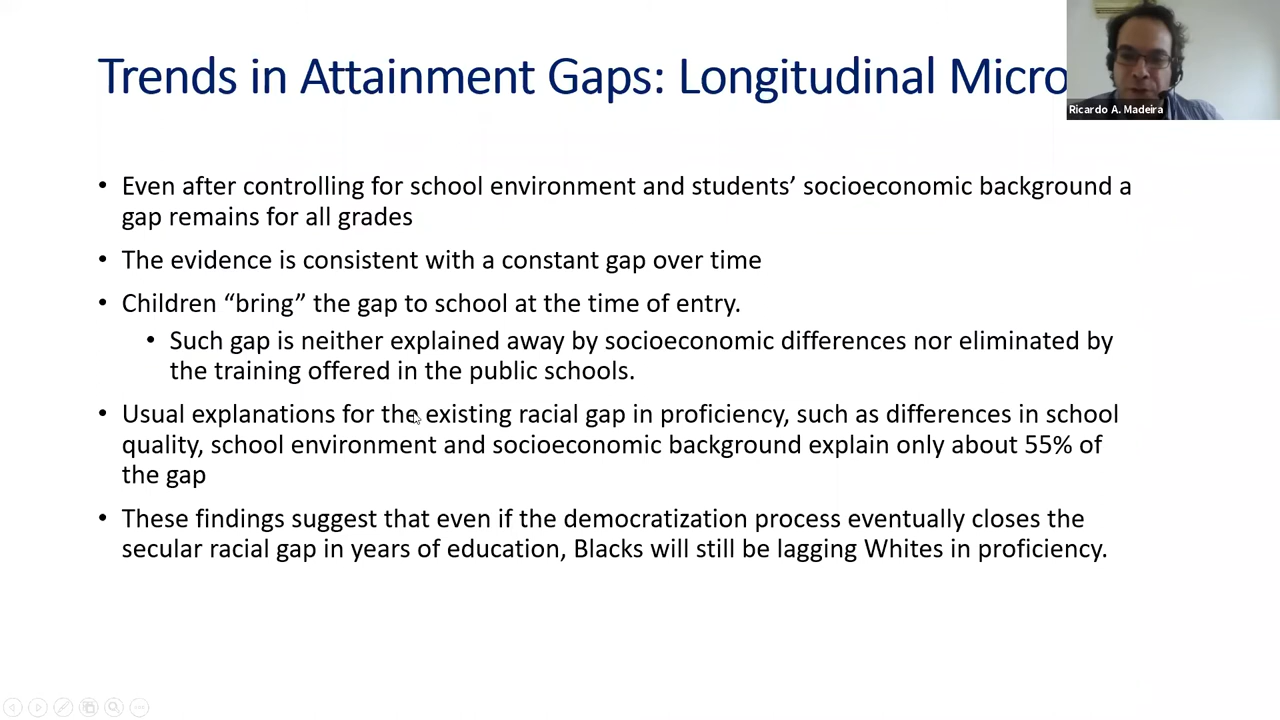 Trends in Attainment Gaps: Longitudinal Micro
Ricardo A. Madeira
• Even after controlling for school environment and students’ socioeconomic background a
gap remains for all grades
• The evidence is consistent with a constant gap over time
• Children “bring” the gap to school at the time of entry.
• Such gap is neither explained away by socioeconomic differences nor eliminated by
the training offered in the public schools.
• Usual explanations for the existing racial gap in proficiency, such as differences in school
quality, school environment and socioeconomic background explain only about 55% of
the gap
• These findings suggest that even if the democratization process eventually closes the
secular racial gap in years of education, Blacks will still be lagging Whites in proficiency.